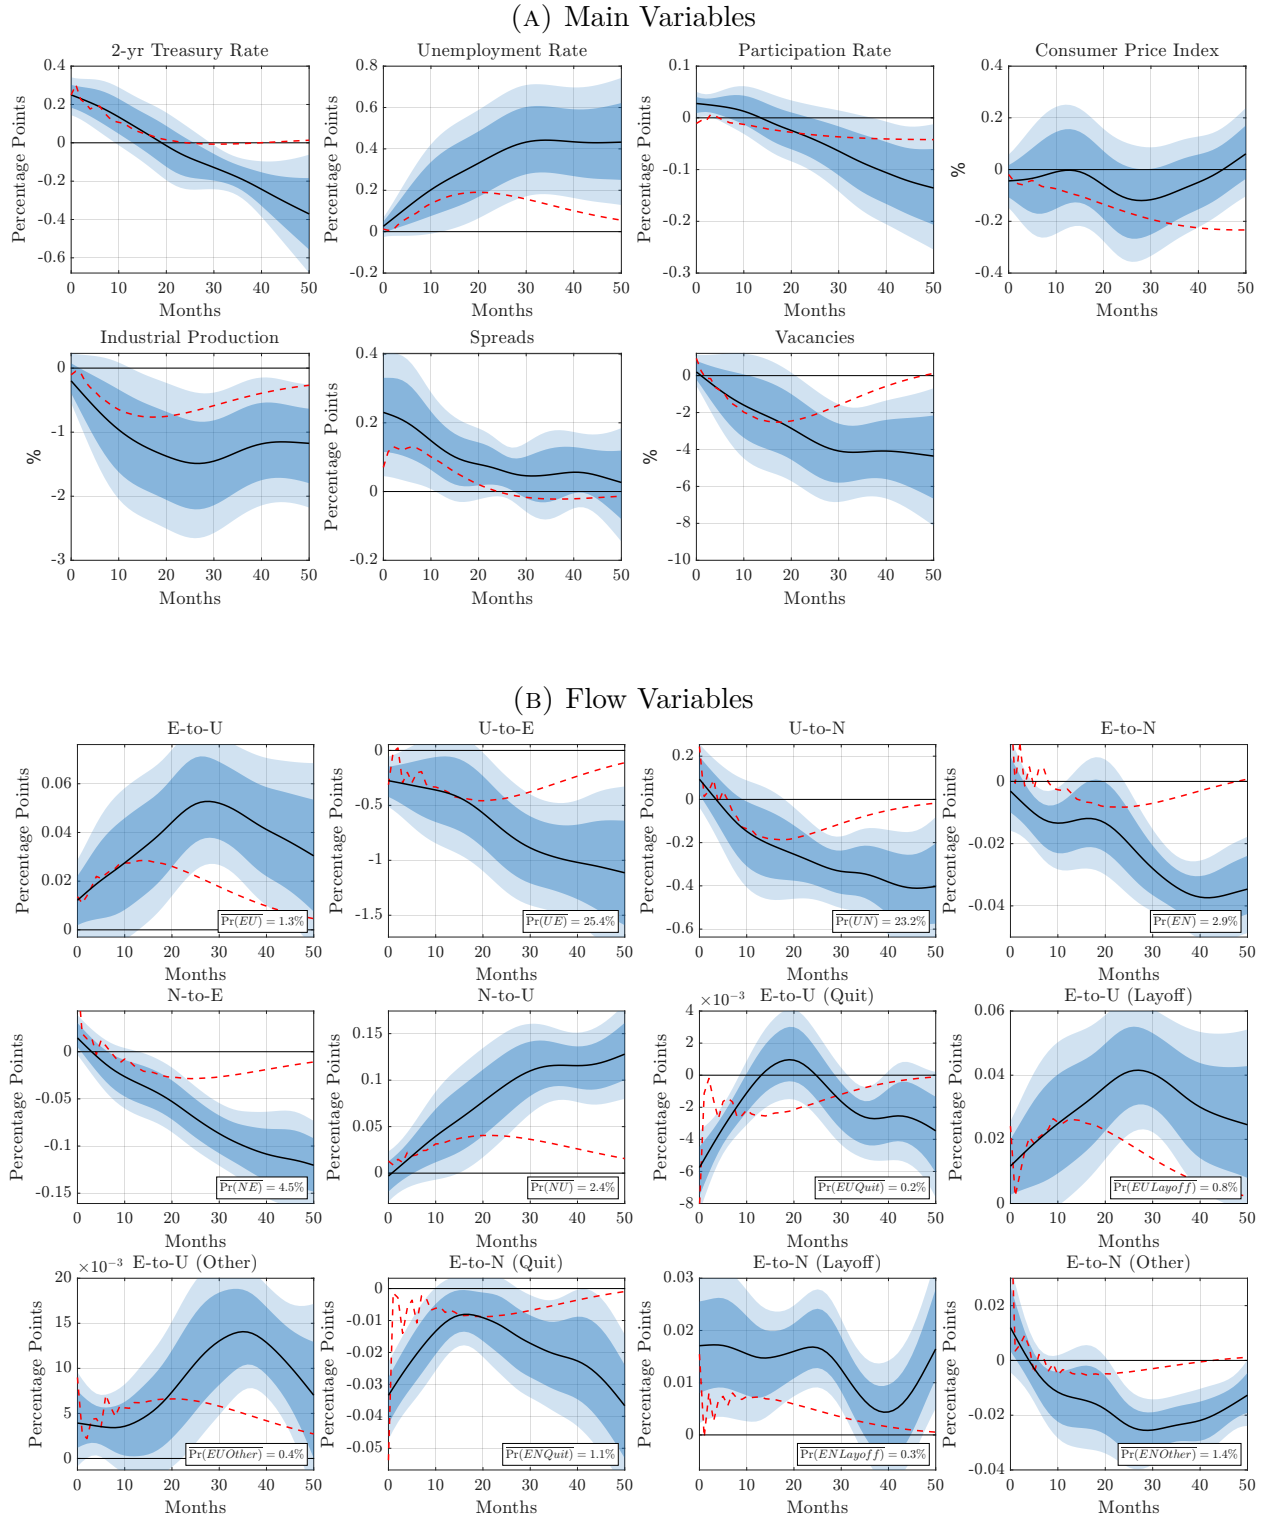 (A) Main Variables
2-yr Treasury Rate
Unemployment Rate
Participation Rate
Consumer Price Index
Percentage Points
0.4
0.2
0
-0.2
-0.4
-0.6
0 10 20 30 40 50
Months
Percentage Points
0.8
0.6
0.4
0.2
0
-0.2
0 10 20 30 40 50
Months
Percentage Points
0.1
0
-0.1
-0.2
-0.3
0 10 20 30 40 50
Months
%
0.4
0.2
0
-0.2
-0.4
0 10 20 30 40 50
Months
Industrial Production
Spreads
Vacancies
%
0
-1
-2
-3
0 10 20 30 40 50
Months
Percentage Points
0.4
0.2
0
-0.2
0 10 20 30 40 50
Months
%
0
-2
-4
-6
-8
-10
0 10 20 30 40 50
Months
(B) Flow Variables
E-to-U
U-to-E
U-to-N
E-to-N
Percentage Points
0.06
0.04
0.02
0
Pr(EU) = 1.3%
0 10 20 30 40 50
Months
Percentage Points
0
-0.5
-1
-1.5
Pr(UE) = 25.4%
0 10 20 30 40 50
Months
Percentage Points
0.2
0
-0.2
-0.4
-0.6
Pr(UN) = 23.2%
0 10 20 30 40 50
Months
Percentage Points
0
-0.02
-0.04
Pr(EN) = 2.9%
0 10 20 30 40 50
Months
N-to-E
N-to-U
E-to-U (Quit)
E-to-U (Layoff)
Percentage Points
0
-0.05
-0.1
-0.15
Pr(NE) = 4.5%
0 10 20 30 40 50
Months
Percentage Points
0.15
0.1
0.05
0
Pr(NU) = 2.4%
0 10 20 30 40 50
Months
×10−3
Percentage Points
4
2
0
-2
-4
-6
-8
Pr(EUQuit) = 0.2%
0 10 20 30 40 50
Months
Percentage Points
0.06
0.04
0.02
0
Pr(EULayoff) = 0.8%
0 10 20 30 40 50
Months
E-to-U (Other)
E-to-N (Quit)
E-to-N (Layoff)
E-to-N (Other)
×10−3
Percentage Points
20
15
10
5
0
Pr(EUOther) = 0.4%
0 10 20 30 40 50
Months
Percentage Points
0
-0.01
-0.02
-0.03
-0.04
-0.05
Pr(ENQuit) = 1.1%
0 10 20 30 40 50
Months
Percentage Points
0.03
0.02
0.01
0
Pr(ENLayoff) = 0.3%
0 10 20 30 40 50
Months
Percentage Points
0.02
0
-0.02
-0.04
Pr(ENOther) = 1.4%
0 10 20 30 40 50
Months